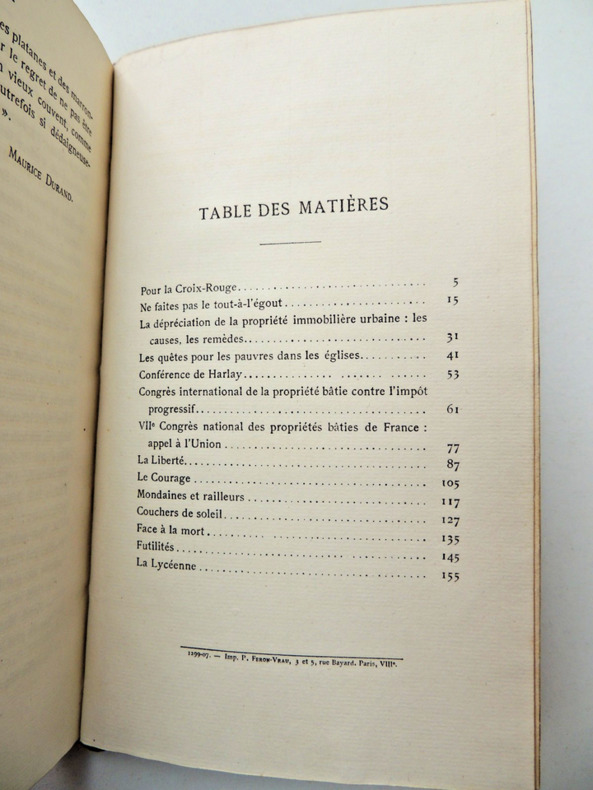 es platanes et des marron-
r le regret de ne pas être
n vieux couvent, comme
utrefois si dédaigneuse-
».
MAURICE DURAND.
TABLE DES MATIÈRES
Pour la Croix-Rouge. . . . . . . . . . . . . . . . . . . . . . . . . . 5
Ne faites pas le tout-à-l'égout . . . . . . . . . . . . . . . . . . . . 15
La dépréciation de la propriété immobilière urbaine : les
causes, les remèdes. . . . . . . . . . . . . . . . . . . . . . . . . . 31
Les quêtes pour les pauvres dans les églises. . . . . . . . . . 41
Conférence de Harlay . . . . . . . . . . . . . . . . . . . . . . . . 53
Congrès international de la propriété bâtie contre l'impôt
progressif. . . . . . . . . . . . . . . . . . . . . . . . . . . . . . . 61
VIIe Congrès national des propriétés bâties de France :
appel à l'Union . . . . . . . . . . . . . . . . . . . . . . . . . . . 77
La Liberté. . . . . . . . . . . . . . . . . . . . . . . . . . . . . . . 87
Le Courage . . . . . . . . . . . . . . . . . . . . . . . . . . . . . . 105
Mondaines et railleurs . . . . . . . . . . . . . . . . . . . . . . . 117
Couchers de soleil . . . . . . . . . . . . . . . . . . . . . . . . . . 127
Face à la mort . . . . . . . . . . . . . . . . . . . . . . . . . . . . 135
Futilités . . . . . . . . . . . . . . . . . . . . . . . . . . . . . . . . 145
La Lycéenne . . . . . . . . . . . . . . . . . . . . . . . . . . . . . 155
1299-07. — Imp. P. FERON-VRAU, 3 et 5, rue Bayard. Paris, VIIIe.